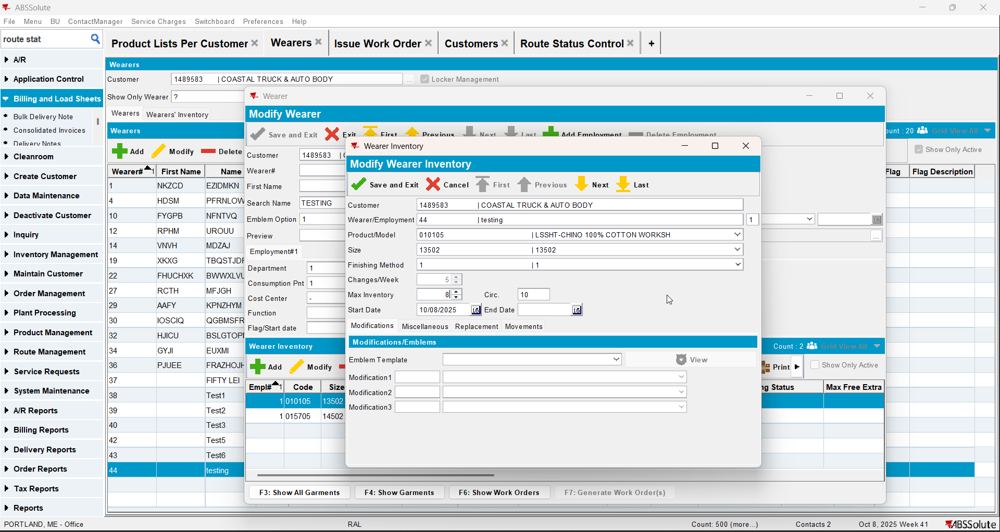 ABSSolute
File Menu BU ContactManager Service Charges Switchboard Preferences Help
route stat
Product Lists Per Customer Wearers Issue Work Order Customers Route Status Control +
A/R
Application Control
Billing and Load Sheets
Bulk Delivery Note
Consolidated Invoices
Delivery Notes
Cleanroom
Create Customer
Data Maintenance
Deactivate Customer
Inquiry
Inventory Management
Maintain Customer
Order Management
Plant Processing
Product Management
Route Management
Service Requests
System Maintenance
A/R Reports
Billing Reports
Delivery Reports
Order Reports
Tax Reports
Reports
Wearers
Customer 1489583 | COASTAL TRUCK & AUTO BODY ... Locker Management
Show Only Wearer ?
Wearers Wearers' Inventory
Wearers
ount : 20 Grid View All
Add Modify Delete
Show Only Active
Wearer# 1 First Name Name
Flag Flag Description
1 NKZCD EZIDMKN
4 HDSM PFRNLOW
10 FYGPB NFNTVQ
12 RPHM UROUU
14 VNVH MDZAJ
19 XKXG TBQSTJDF
22 FHUCHXK BWWXLVU
27 RCTH MFJGH
29 AAFY KPNZHYM
30 IOSCIQ QGBMSFR
32 HJICU BSLGTOPI
34 GYJI EUXMI
36 PJUEE FRAZHOJH
37 FIFTY LEI
38 Test1
39 Test2
40 Test3
42 Test5
43 Test6
44 testing
Wearer
Modify Wearer
Save and Exit Exit First Previous Next Last Add Employment Delete Employment
Customer 1489583 | C
Wearer#
First Name
Search Name TESTING
Emblem Option 1
Preview
...
Employment#1
Department 1
Consumption Pnt 1
Cost Center -
Function
Flag/Start date
Wearer Inventory
Count : 2 Grid View All
Add Modify
Print Show Only Active
Empl# 1 Code Size
ng Status Max Free Extra
1 010105 13502
1 015705 14502
F3: Show All Garments F4: Show Garments F6: Show Work Orders F7: Generate Work Order(s)
Wearer Inventory
Modify Wearer Inventory
Save and Exit Cancel First Previous Next Last
Customer 1489583 | COASTAL TRUCK & AUTO BODY
Wearer/Employment 44 | testing 1
Product/Model 010105 | LSSHT-CHINO 100% COTTON WORKSH
Size 13502 | 13502
Finishing Method 1 | 1
Changes/Week 5
Max Inventory 8 Circ. 10
Start Date 10/08/2025 16 End Date 16
Modifications Miscellaneous Replacement Movements
Modifications/Emblems
Emblem Template View
Modification1
Modification2
Modification3
PORTLAND, ME - Office RAL Count: 500 (more...) Contacts 2 Oct 8, 2025 Week 41 ABSSolute